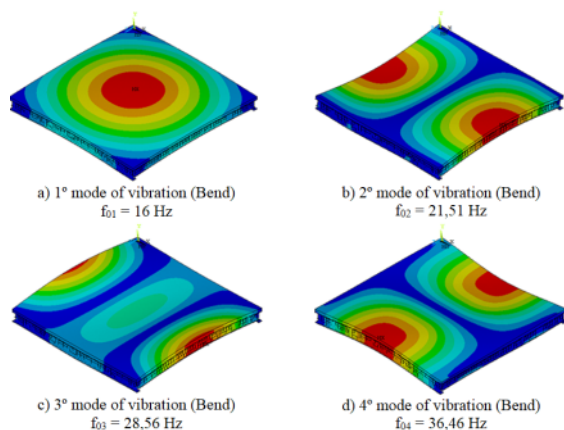 a) 1º mode of vibration (Bend)
f01 = 16 Hz
b) 2º mode of vibration (Bend)
f02 = 21,51 Hz
c) 3º mode of vibration (Bend)
f03 = 28,56 Hz
d) 4º mode of vibration (Bend)
f04 = 36,46 Hz